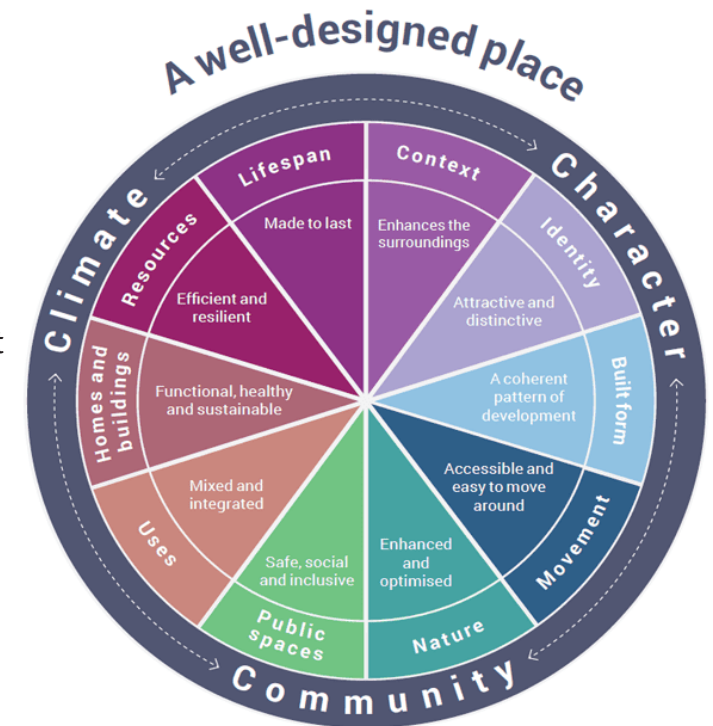 A well-designed place
Climate
Character
Community
Context
Enhances the
surroundings
Identity
Attractive and
distinctive
Built form
A coherent
pattern of
development
Movement
Accessible and
easy to move
around
Nature
Enhanced
and
optimised
Public
spaces
Safe, social
and inclusive
Uses
Mixed and
integrated
Homes and
buildings
Functional, healthy
and sustainable
Resources
Efficient and
resilient
Lifespan
Made to last
t